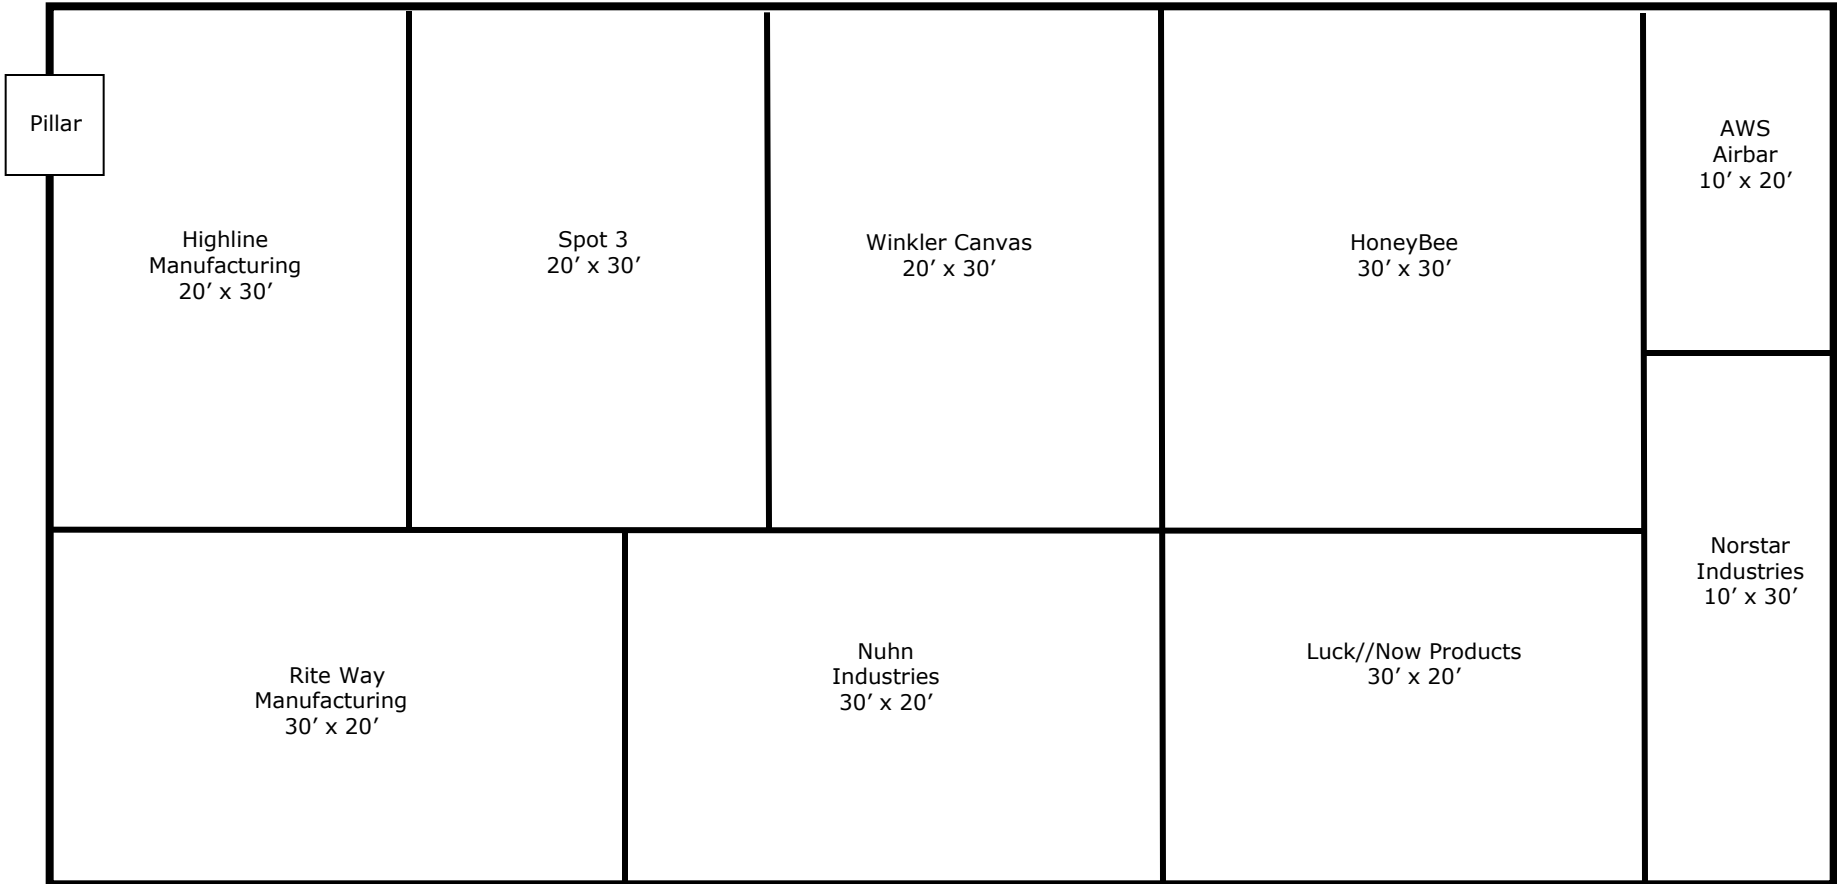 Pillar
Highline
Manufacturing
20′ x 30′
Spot 3
20′ x 30′
Winkler Canvas
20′ x 30′
HoneyBee
30′ x 30′
AWS
Airbar
10′ x 20′
Rite Way
Manufacturing
30′ x 20′
Nuhn
Industries
30′ x 20′
Luck//Now Products
30′ x 20′
Norstar
Industries
10′ x 30′